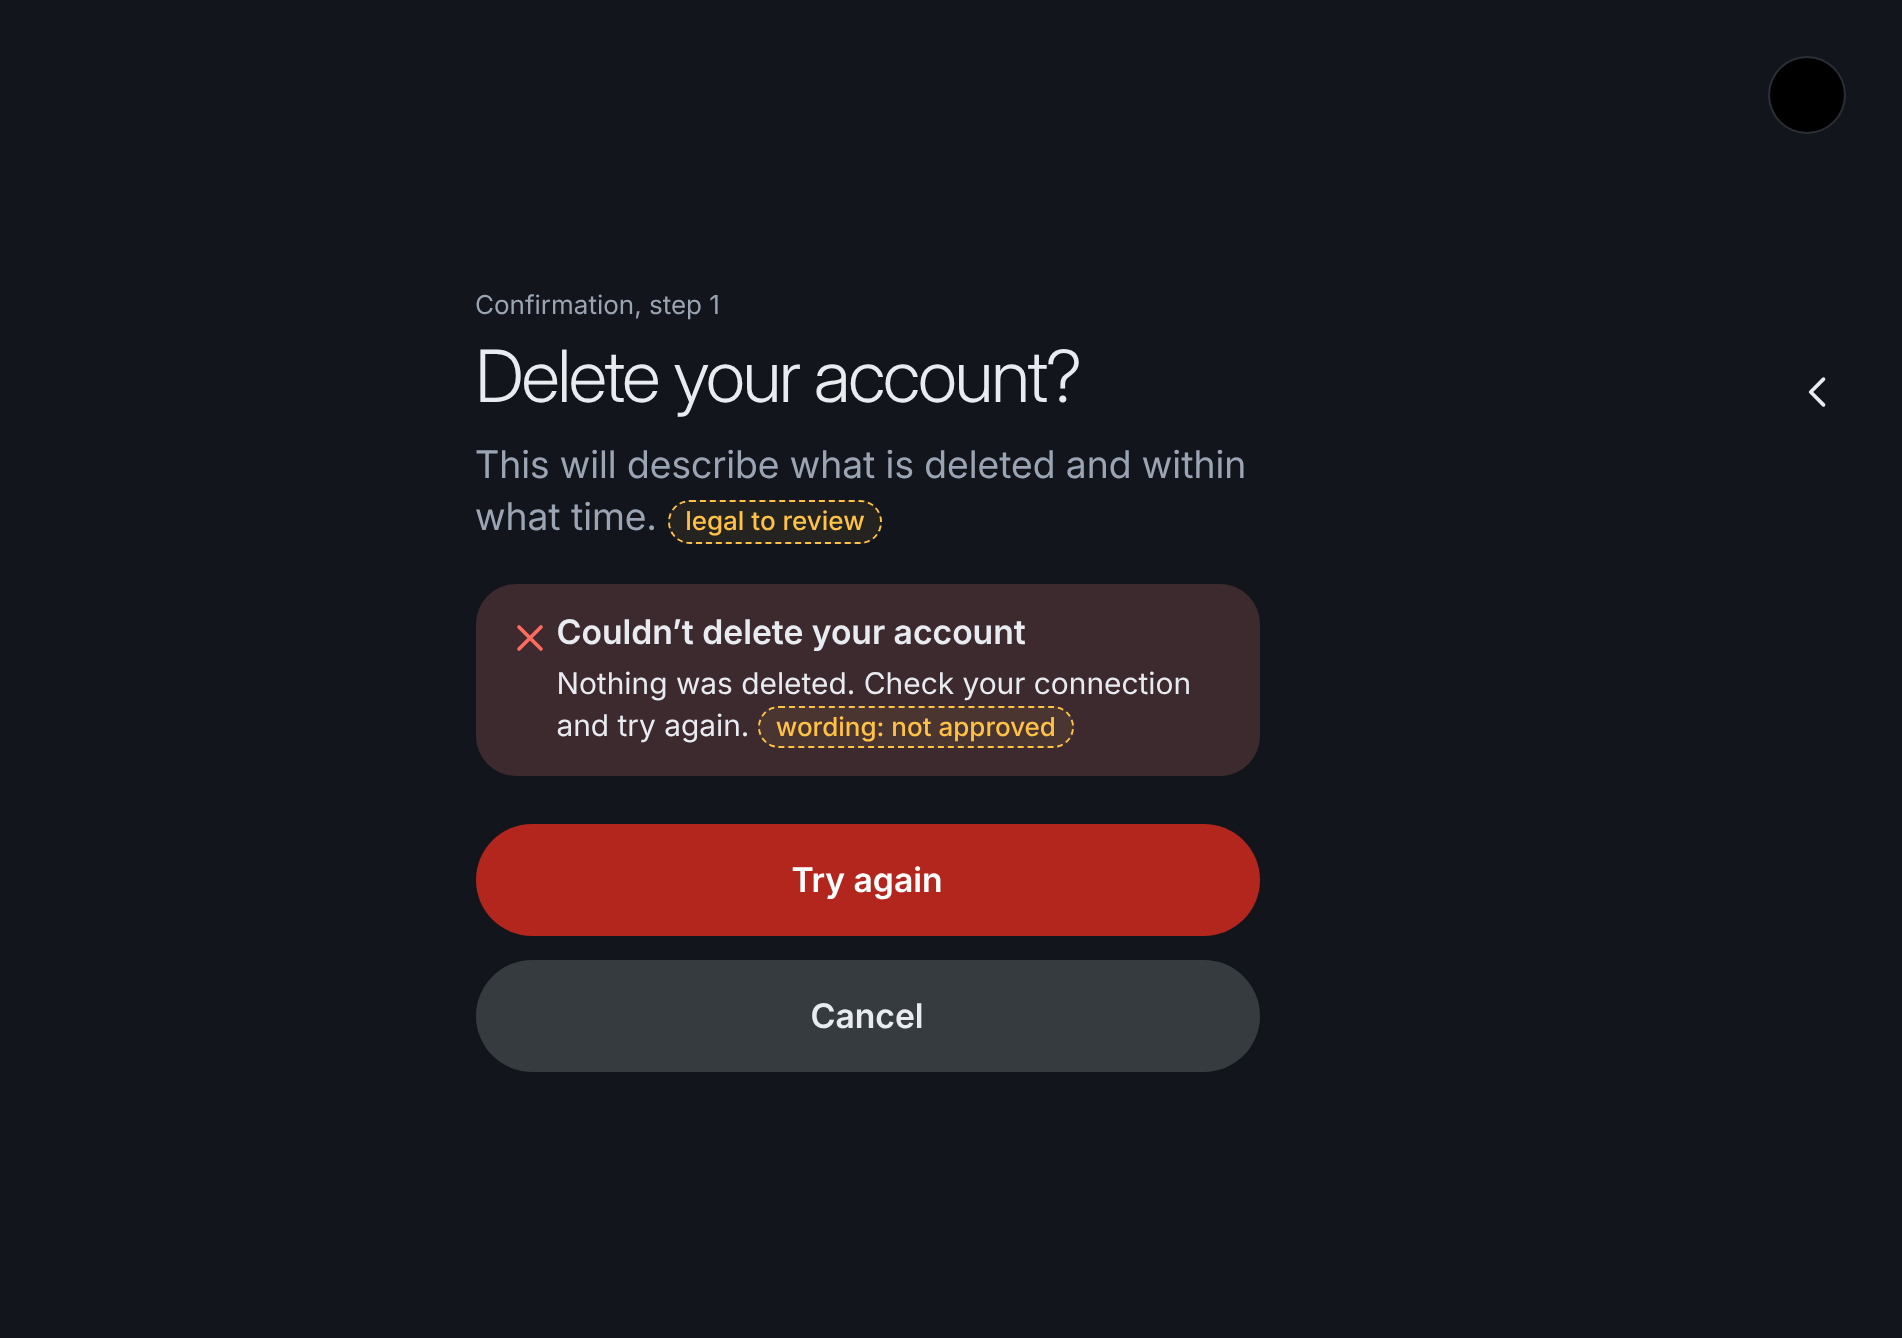 Confirmation, step 1
Delete your account?
This will describe what is deleted and within
what time. legal to review
Couldn’t delete your account
Nothing was deleted. Check your connection
and try again. wording: not approved
Try again
Cancel